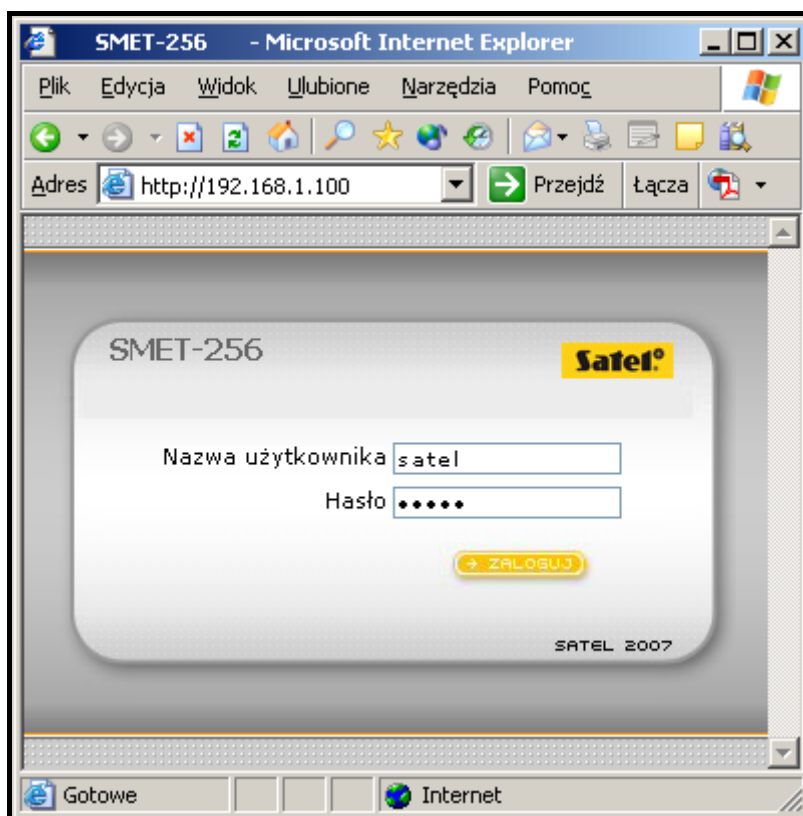 SMET-256 - Microsoft Internet Explorer
Plik Edycja Widok Ulubione Narzędzia Pomoc
Adres http://192.168.1.100 Przejdź Łącza
SMET-256
Satel®
Nazwa użytkownika satel
Hasło •••••
ZALOGUJ
SATEL 2007
Gotowe Internet